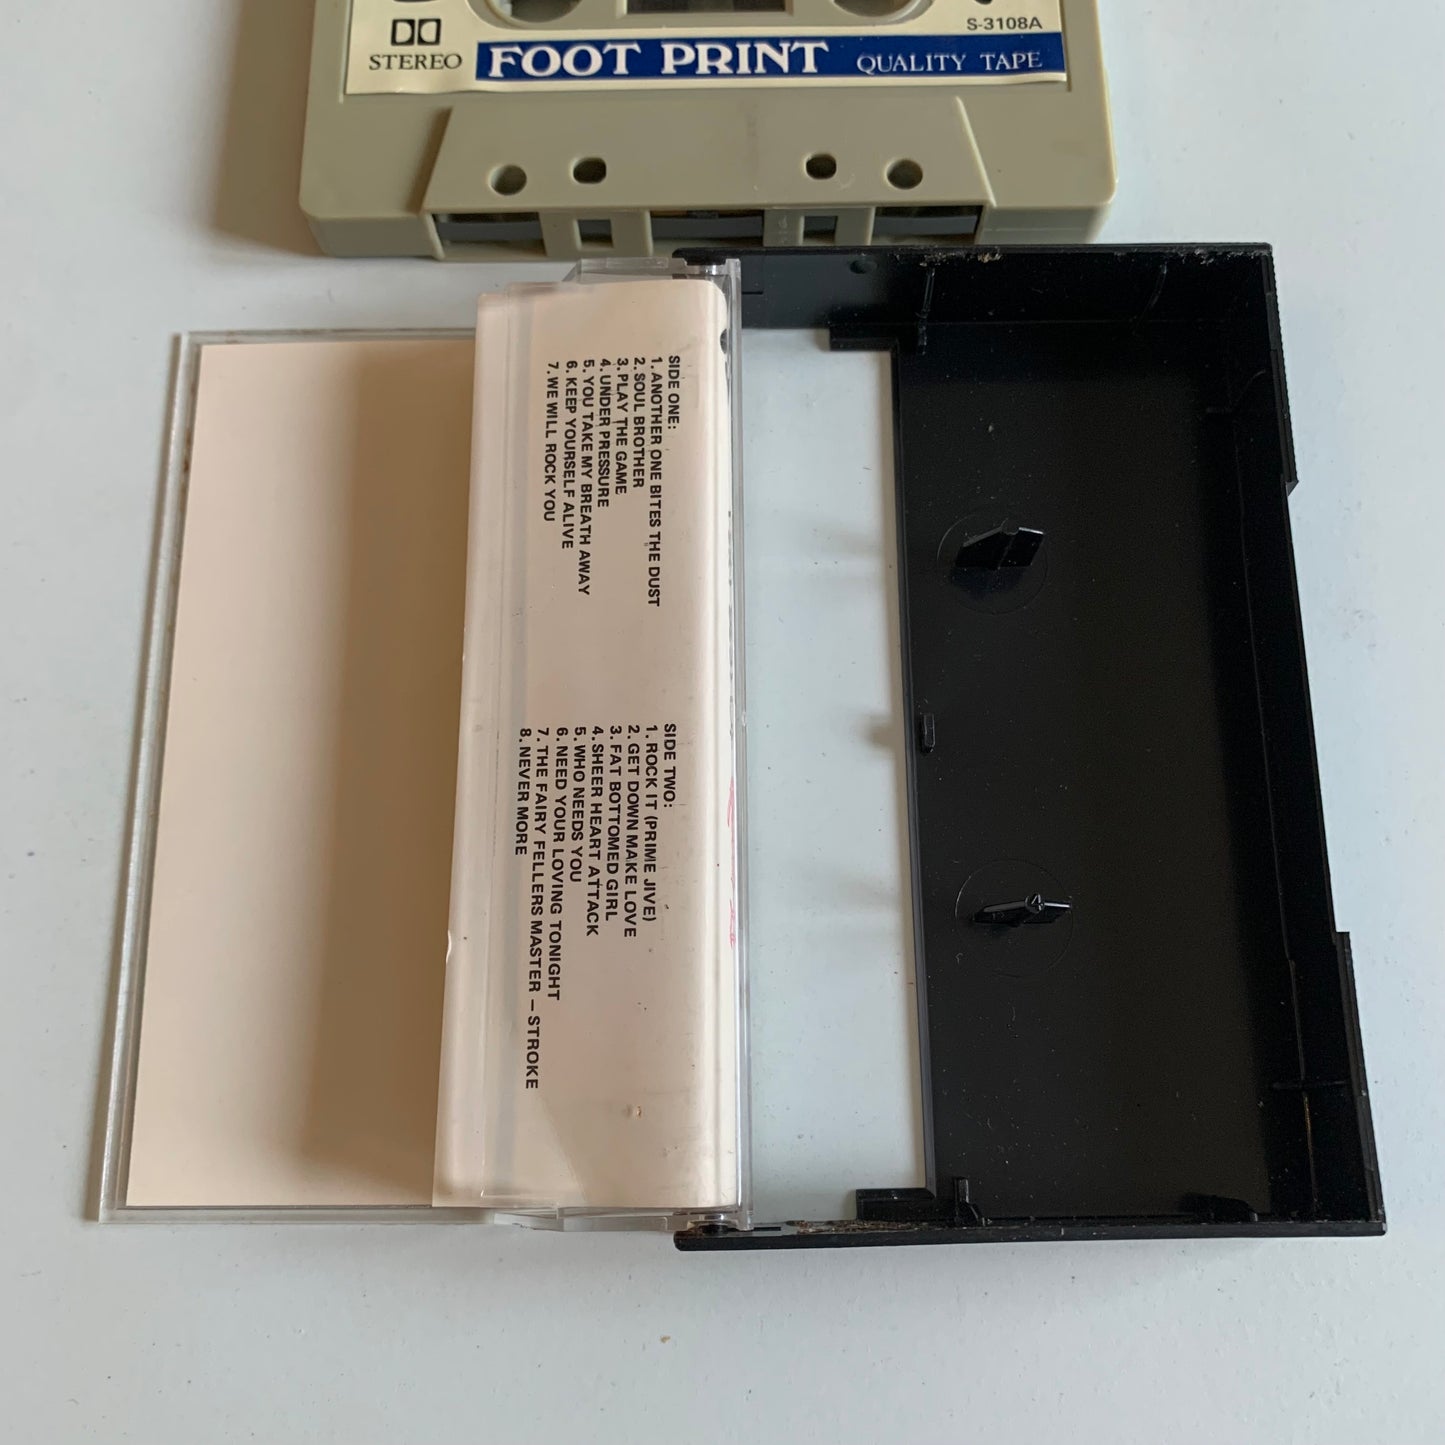 S-3108A
STEREO
FOOT PRINT QUALITY TAPE
SIDE ONE:
1. ANOTHER ONE BITES THE DUST
2. SOUL BROTHER
3. PLAY THE GAME
4. UNDER PRESSURE
5. YOU TAKE MY BREATH AWAY
6. KEEP YOURSELF ALIVE
7. WE WILL ROCK YOU
SIDE TWO:
1. ROCK IT (PRIME JIVE)
2. GET DOWN MAKE LOVE
3. FAT BOTTOMED GIRL
4. SHEER HEART ATTACK
5. WHO NEEDS YOU
6. NEED YOUR LOVING TONIGHT
7. THE FAIRY FELLERS MASTER – STROKE
8. NEVER MORE
4